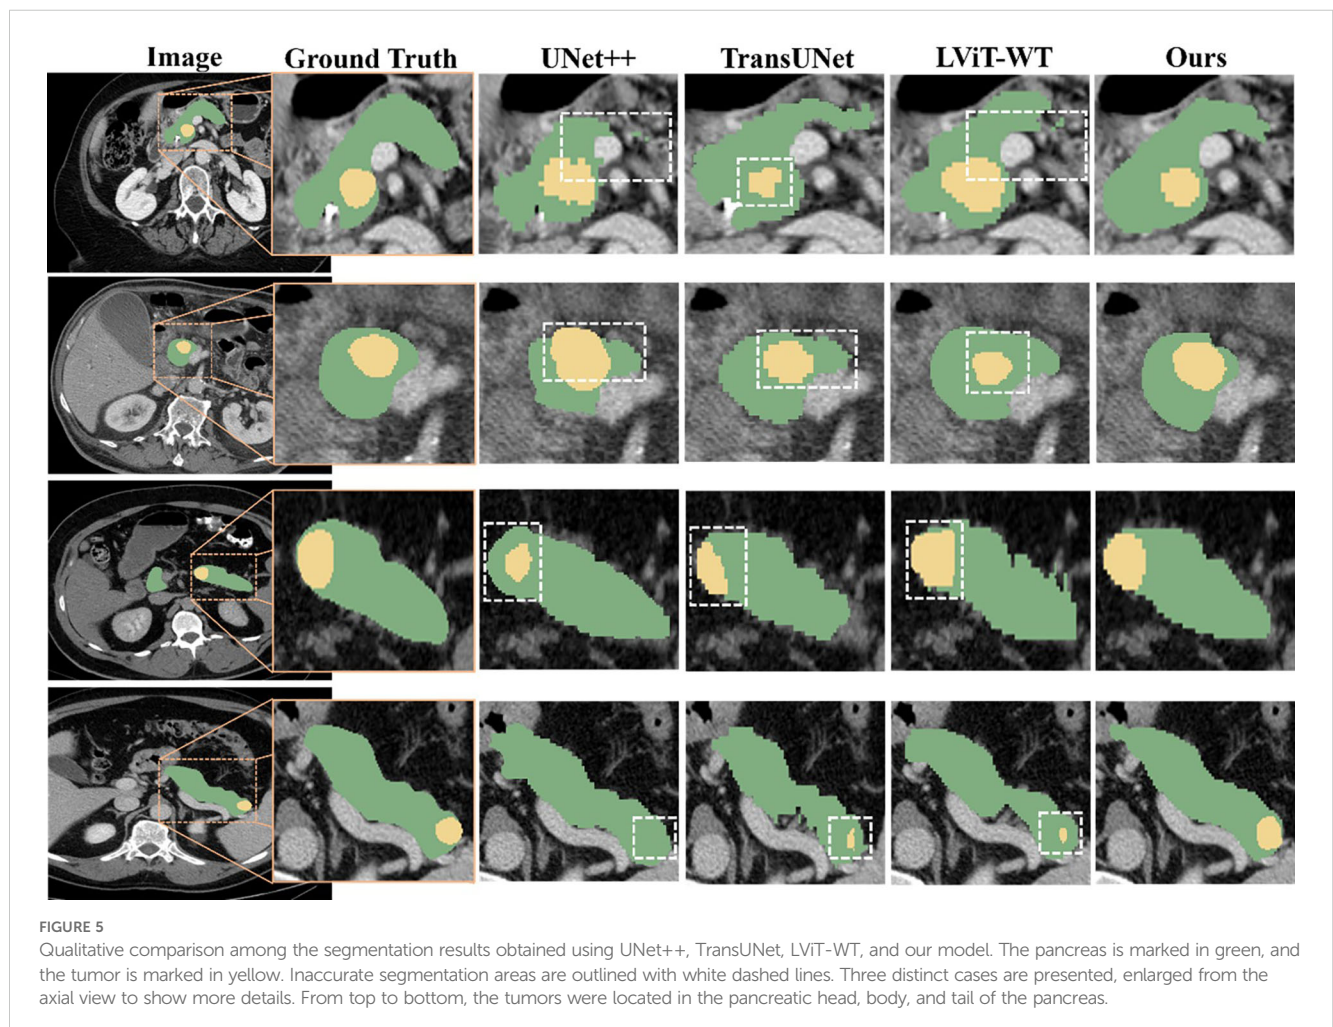 Image Ground Truth UNet++ TransUNet LViT-WT Ours
FIGURE 5
Qualitative comparison among the segmentation results obtained using UNet++, TransUNet, LViT-WT, and our model. The pancreas is marked in green, and
the tumor is marked in yellow. Inaccurate segmentation areas are outlined with white dashed lines. Three distinct cases are presented, enlarged from the
axial view to show more details. From top to bottom, the tumors were located in the pancreatic head, body, and tail of the pancreas.